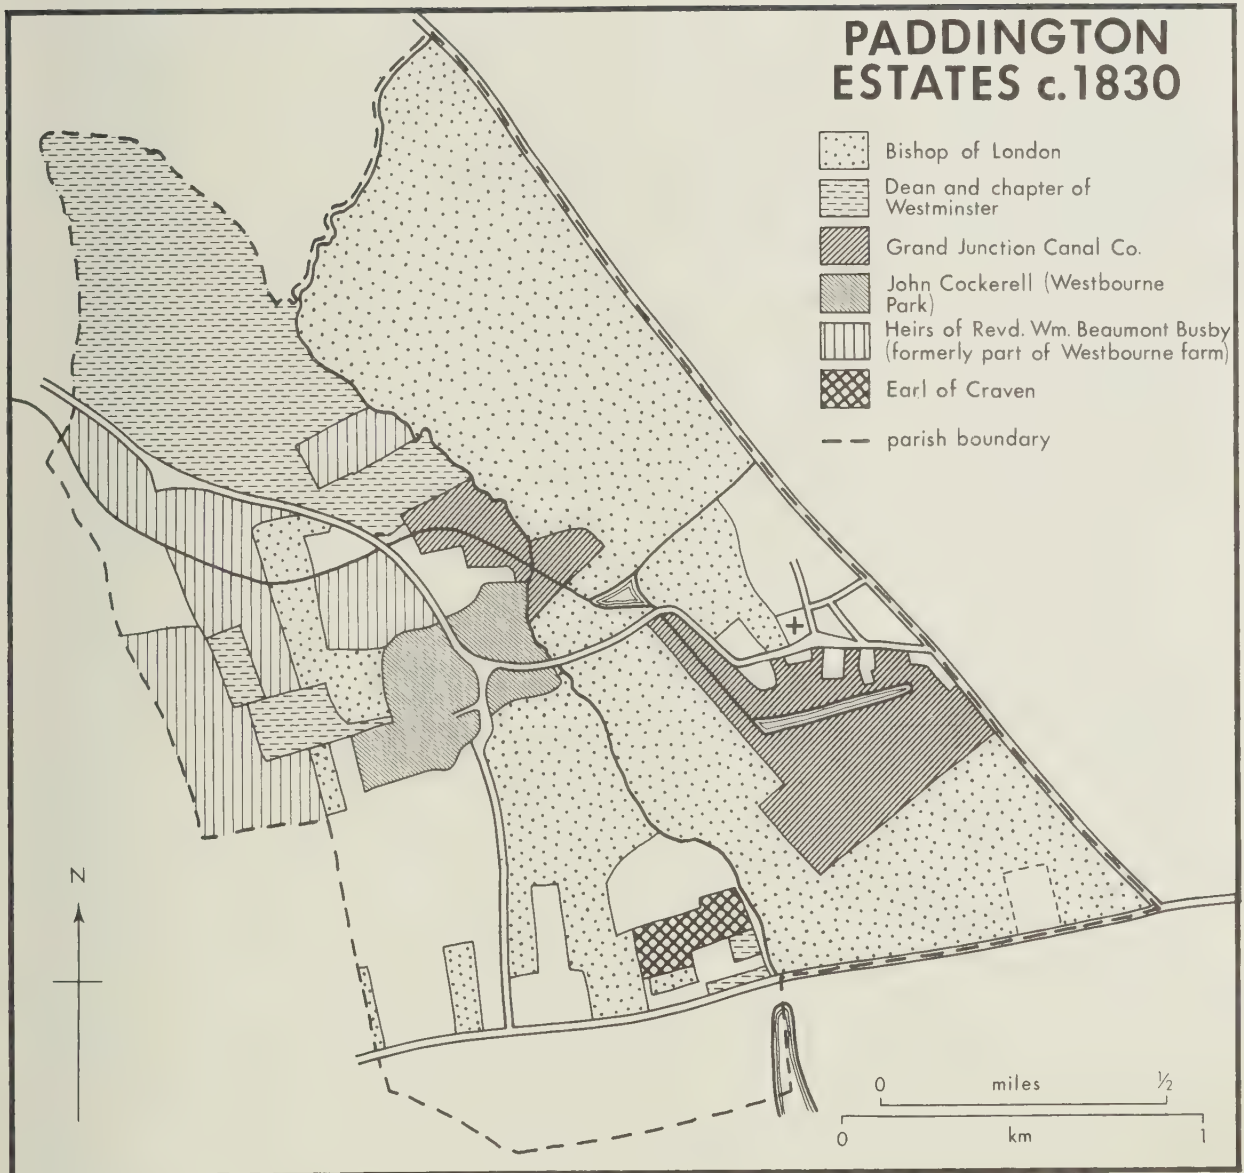 PADDINGTON
ESTATES c.1830
Bishop of London
Dean and chapter of
Westminster
Grand Junction Canal Co.
John Cockerell (Westbourne
Park)
Heirs of Revd. Wm. Beaumont Busby
(formerly part of Westbourne farm)
Earl of Craven
parish boundary
N
0 miles ½
0 km 1